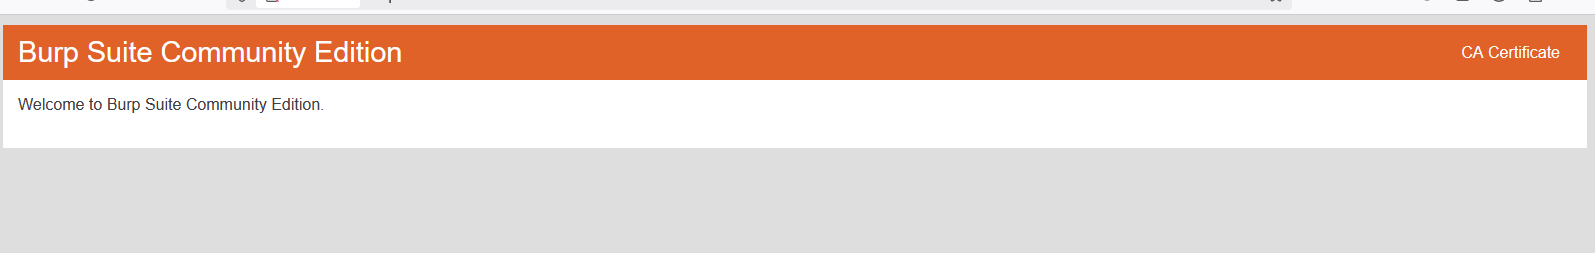 Burp Suite Community Edition
CA Certificate
Welcome to Burp Suite Community Edition.